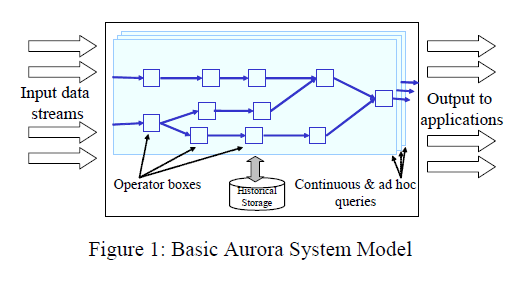 Input data
streams
Output to
applications
Operator boxes
Historical
Storage
Continuous & ad hoc
queries
Figure 1: Basic Aurora System Model